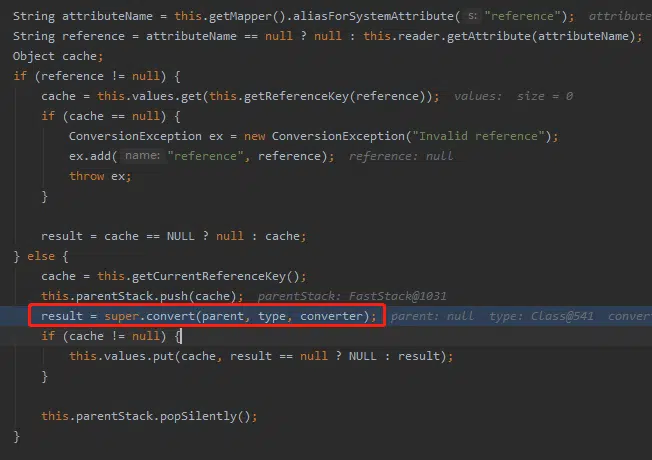 String attributeName = this.getMapper().aliasForSystemAttribute( s: "reference"); attribute
String reference = attributeName == null ? null : this.reader.getAttribute(attributeName);
Object cache;
if (reference != null) {
cache = this.values.get(this.getReferenceKey(reference)); values: size = 0
if (cache == null) {
ConversionException ex = new ConversionException("Invalid reference");
ex.add( name: "reference", reference); reference: null
throw ex;
}
result = cache == NULL ? null : cache;
} else {
cache = this.getCurrentReferenceKey();
this.parentStack.push(cache); parentStack: FastStack@1031
result = super.convert(parent, type, converter); parent: null type: Class@541 conver
if (cache != null) {
this.values.put(cache, result == null ? NULL : result);
}
this.parentStack.popSilently();
}